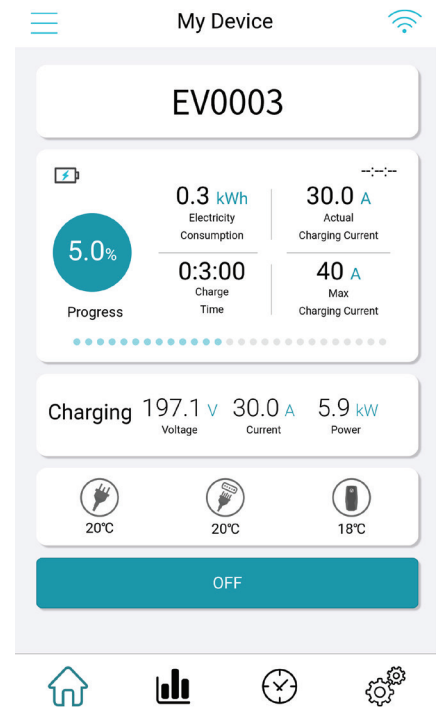 My Device
EV0003
--:--:--
0.3 kWh
Electricity
Consumption
30.0 A
Actual
Charging Current
5.0%
Progress
0:3:00
Charge
Time
40 A
Max
Charging Current
Charging
197.1 V
Voltage
30.0 A
Current
5.9 kW
Power
20℃
20℃
18℃
OFF